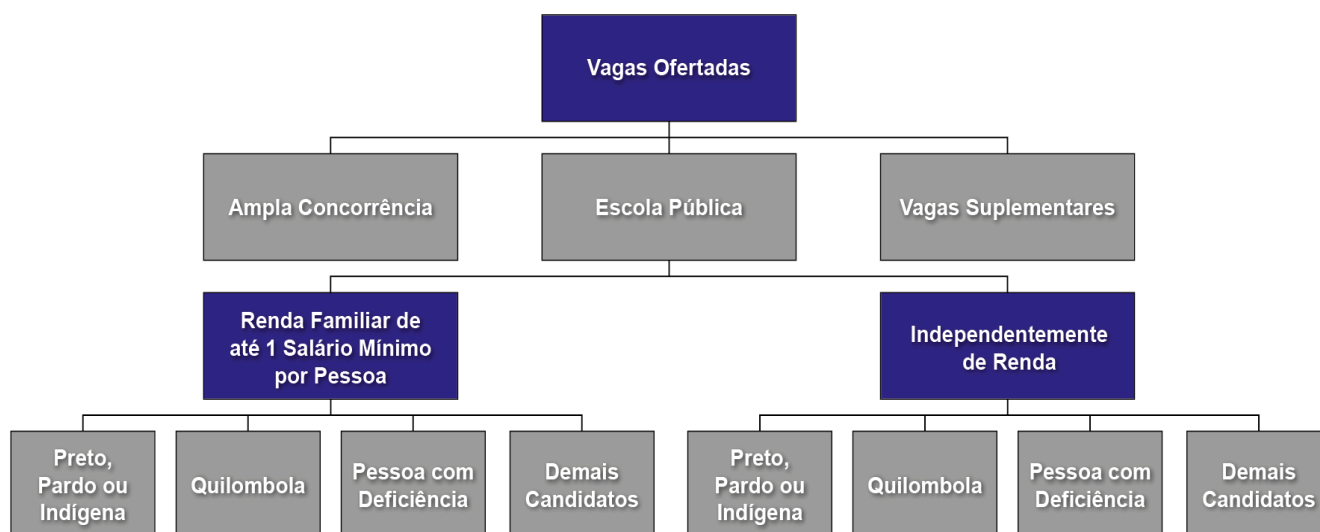 Vagas Ofertadas
Ampla Concorrência
Escola Pública
Vagas Suplementares
Renda Familiar de
até 1 Salário Mínimo
por Pessoa
Independentemente
de Renda
Preto,
Pardo ou
Indígena
Quilombola
Pessoa com
Deficiência
Demais
Candidatos
Preto,
Pardo ou
Indígena
Quilombola
Pessoa com
Deficiência
Demais
Candidatos